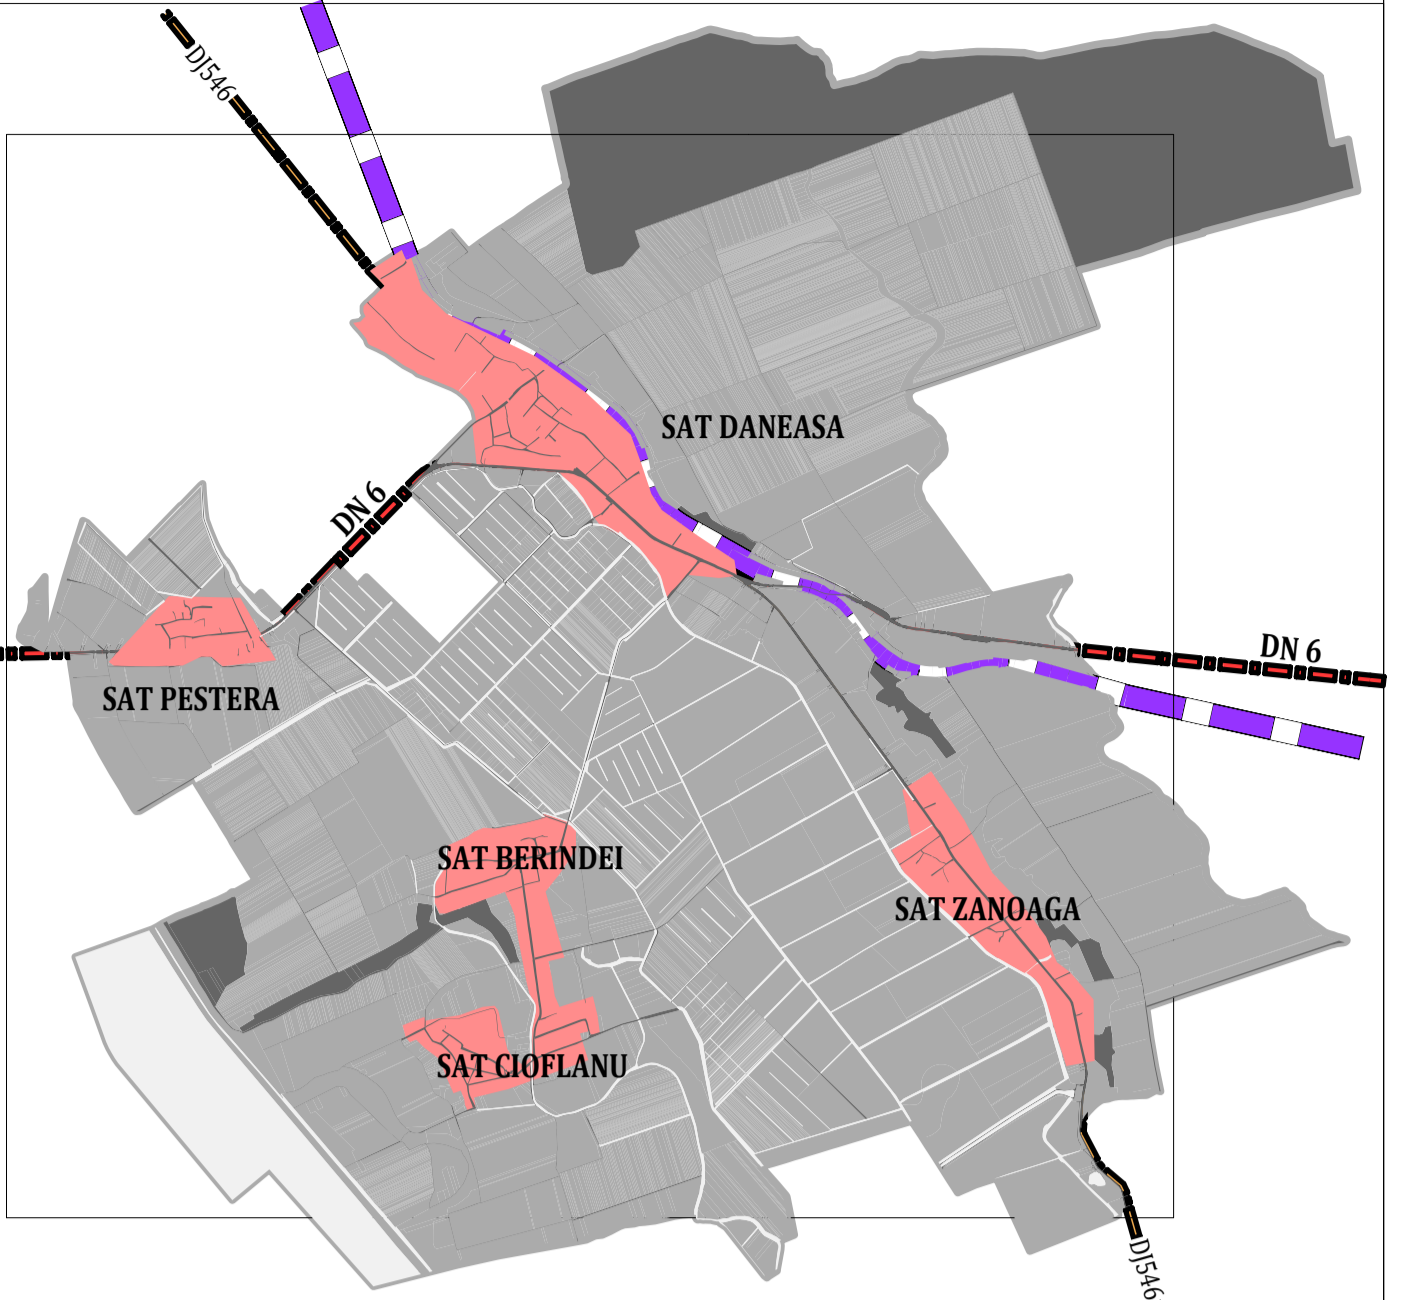 DJ546
SAT DANEASA
DN 6
DN 6
SAT PESTERA
SAT BERINDEI
SAT ZANOAGA
SAT CIOFLANU
DJ546